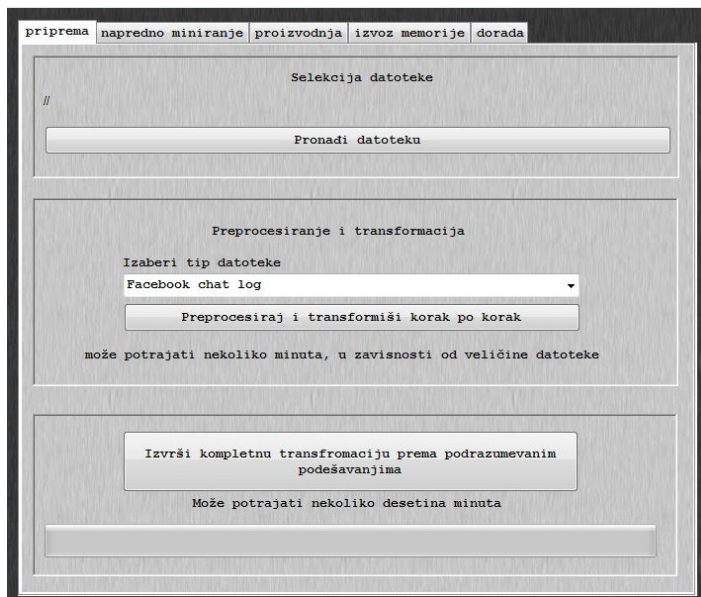 priprema napredno miniranje proizvodnja izvoz memorije dorada
Selekcija datoteke
//
Pronađi datoteku
Preprocesiranje i transformacija
Izaberi tip datoteke
Facebook chat log
Preprocesiraj i transformiši korak po korak
može potrajati nekoliko minuta, u zavisnosti od veličine datoteke
Izvrši kompletnu transfromaciju prema podrazumevanim
podešavanjima
Može potrajati nekoliko desetina minuta